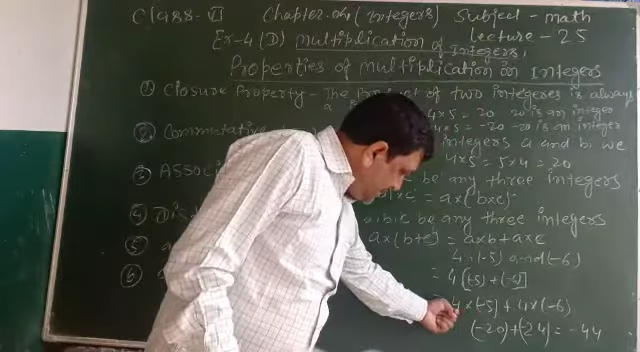 Class-VI Chapter-04 (Integers) Subject - math
Ex-4(D) multiplication of Integers, Lecture - 25
Properties of multiplication on Integers
① Closure Property - The product of two integeres is always
a 4×5 = 20 20 is an integer
4×5 = -20 -20 is an integer
② Commutative integers a and b, we
4×5 = 5×4 = 20
③ Associ be any three integers
×c = a×(b×c)
④ Dis a,b,c be any three integers
a×(b+c) = a×b + a×c
⑤ 4, (-5) and (-6)
= 4[(-5)+(-6)]
⑥ 4×(-5) + 4×(-6)
(-20)+(-24) = -44